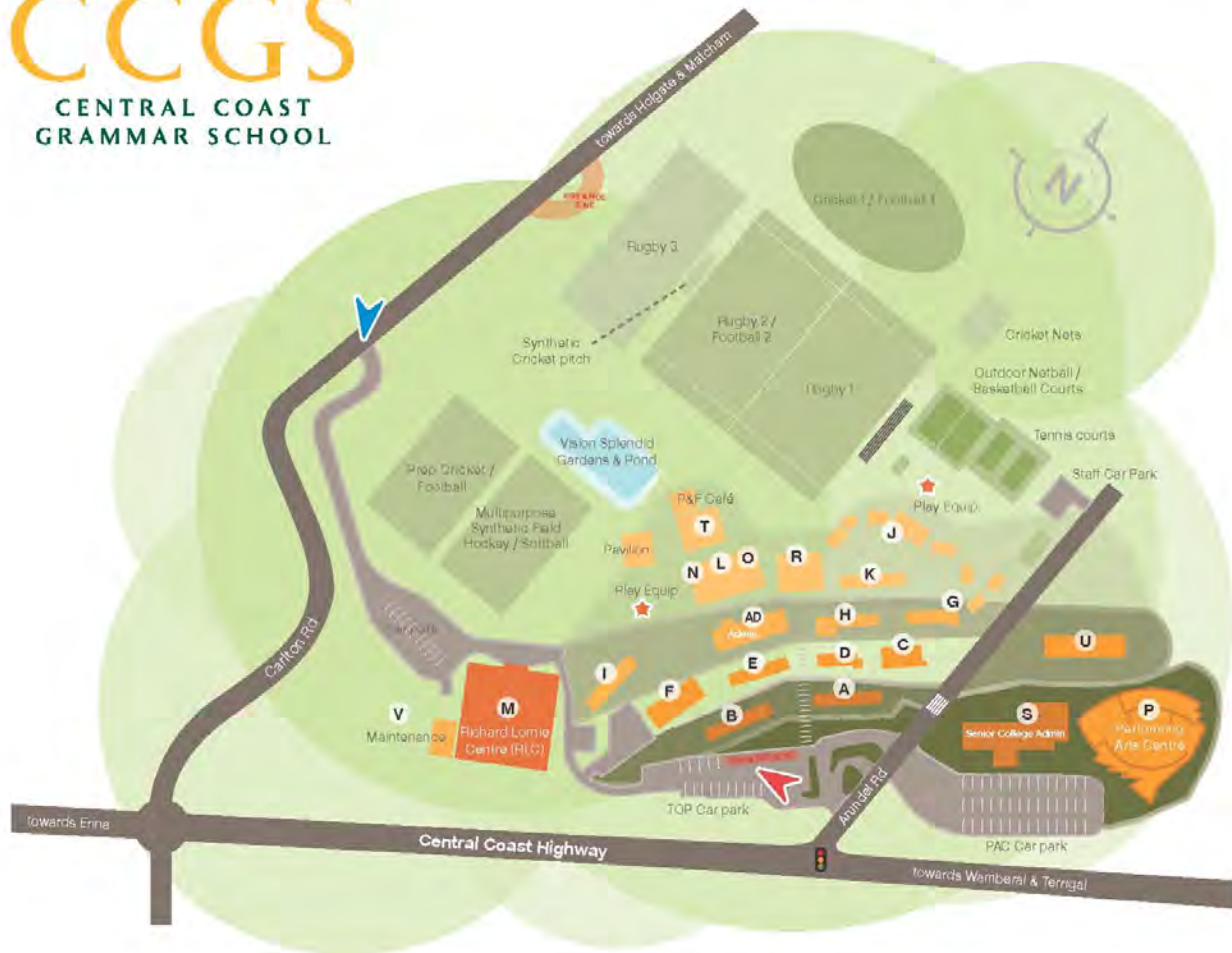 CCGS
CENTRAL COAST
GRAMMAR SCHOOL
towards Holgate & Matcham
Cricket 1 / Football 1
N
Rugby 3
Rugby 2 /
Football 2
Synthetic
Cricket pitch
Cricket Nets
Outdoor Netball /
Basketball Courts
Rugby 1
Tennis courts
Vision Splendid
Gardens & Pond
Staff Car Park
Prep Cricket /
Football
P&F Café
Play Equip
Multipurpose
Synthetic Field
Hockey / Softball
T
J
Pavilion
N
L
O
R
K
Play Equip
G
AD
Admin
H
Car park
U
Carlton Rd
I
E
D
C
F
A
B
V
Maintenance
M
Richard Lornie
Centre (RLC)
S
Senior College Admin
P
Performing
Arts Centre
TOP Car park
Arundel Rd
PAC Car park
towards Erina
Central Coast Highway
towards Wamberal & Terrigal